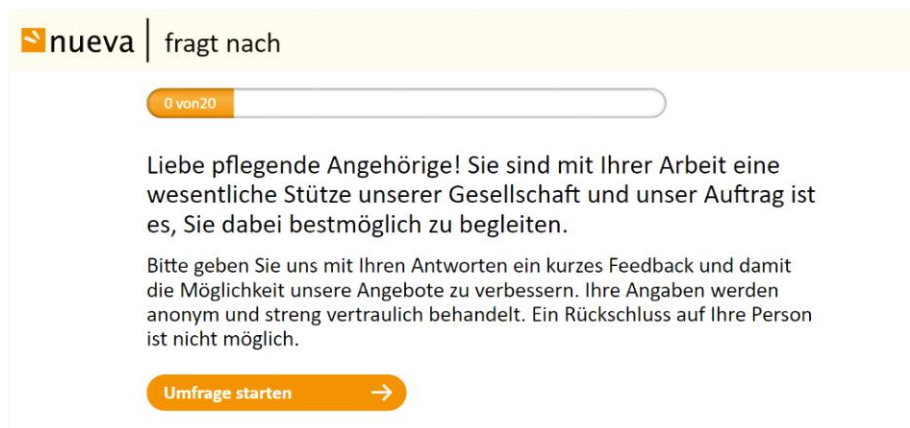 nueva | fragt nach
0 von20
Liebe pflegende Angehörige! Sie sind mit Ihrer Arbeit eine
wesentliche Stütze unserer Gesellschaft und unser Auftrag ist
es, Sie dabei bestmöglich zu begleiten.
Bitte geben Sie uns mit Ihren Antworten ein kurzes Feedback und damit
die Möglichkeit unsere Angebote zu verbessern. Ihre Angaben werden
anonym und streng vertraulich behandelt. Ein Rückschluss auf Ihre Person
ist nicht möglich.
Umfrage starten →